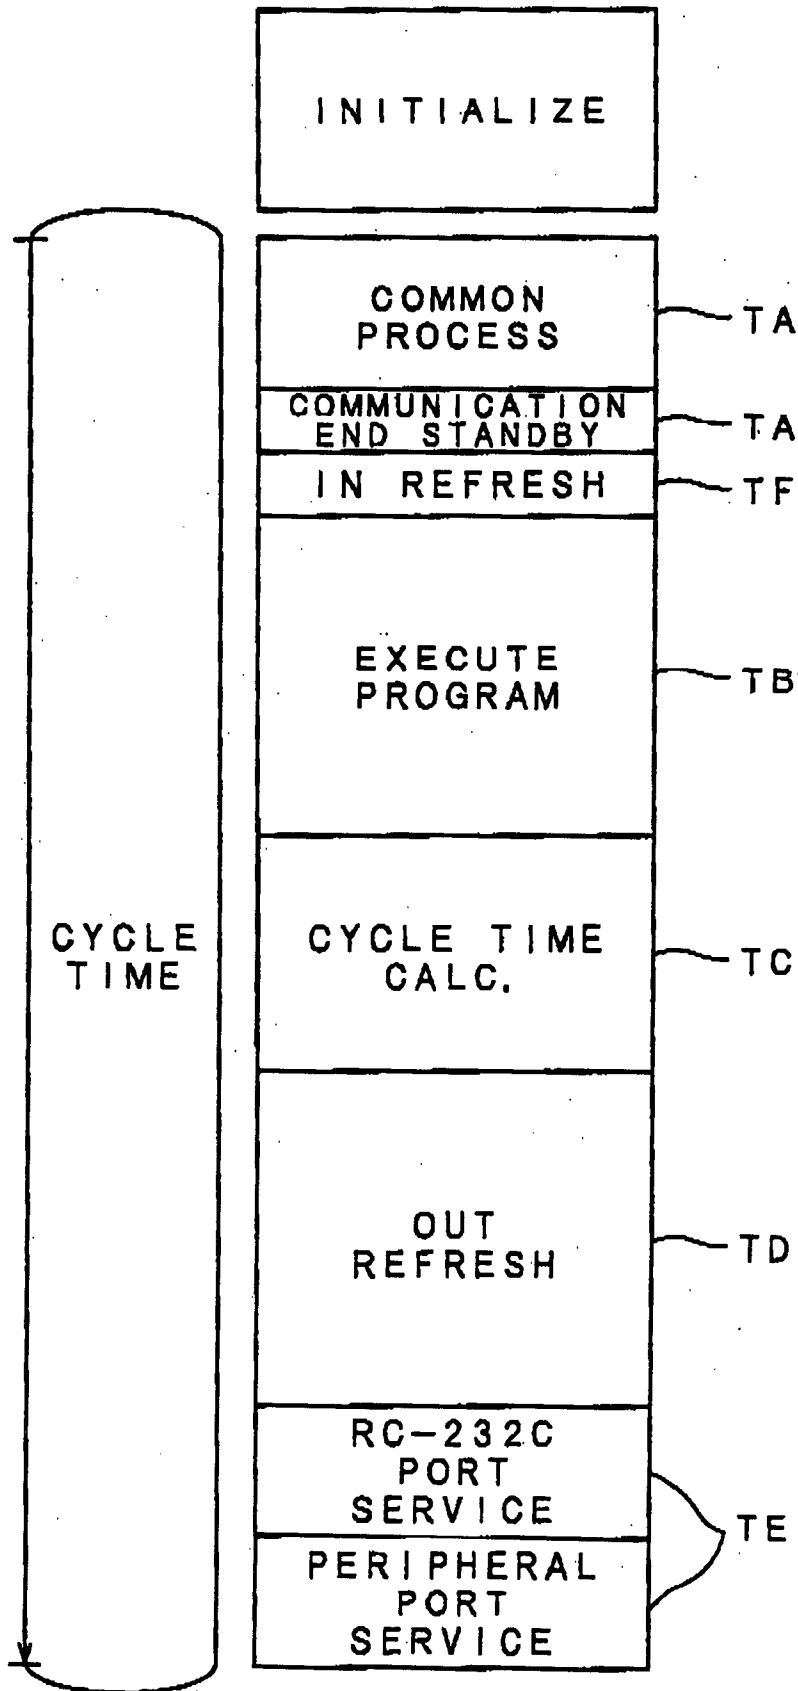 INITIALIZE
COMMON
PROCESS
TA
COMMUNICATION
END STANDBY
TA
IN REFRESH
TF
EXECUTE
PROGRAM
TB
CYCLE
TIME
CYCLE TIME
CALC.
TC
OUT
REFRESH
TD
RC-232C
PORT
SERVICE
TE
PERIPHERAL
PORT
SERVICE